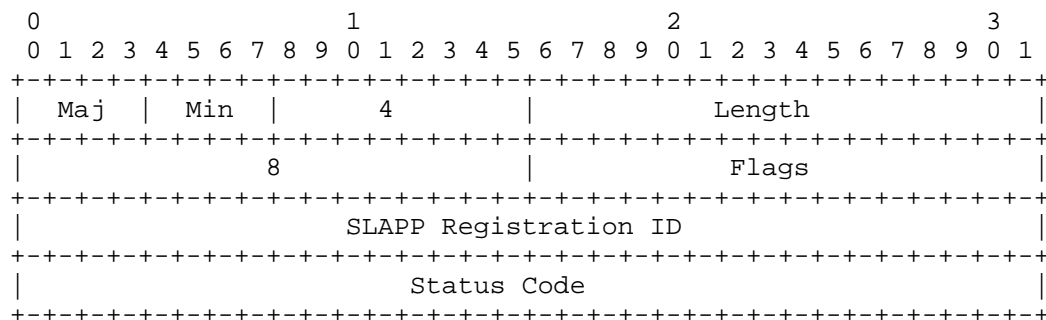 0                   1                   2                   3
 0 1 2 3 4 5 6 7 8 9 0 1 2 3 4 5 6 7 8 9 0 1 2 3 4 5 6 7 8 9 0 1
+-+-+-+-+-+-+-+-+-+-+-+-+-+-+-+-+-+-+-+-+-+-+-+-+-+-+-+-+-+-+-+-+
|  Maj  |  Min  |       4       |            Length             |
+-+-+-+-+-+-+-+-+-+-+-+-+-+-+-+-+-+-+-+-+-+-+-+-+-+-+-+-+-+-+-+-+
|               8               |            Flags              |
+-+-+-+-+-+-+-+-+-+-+-+-+-+-+-+-+-+-+-+-+-+-+-+-+-+-+-+-+-+-+-+-+
|                    SLAPP Registration ID                      |
+-+-+-+-+-+-+-+-+-+-+-+-+-+-+-+-+-+-+-+-+-+-+-+-+-+-+-+-+-+-+-+-+
|                        Status Code                            |
+-+-+-+-+-+-+-+-+-+-+-+-+-+-+-+-+-+-+-+-+-+-+-+-+-+-+-+-+-+-+-+-+